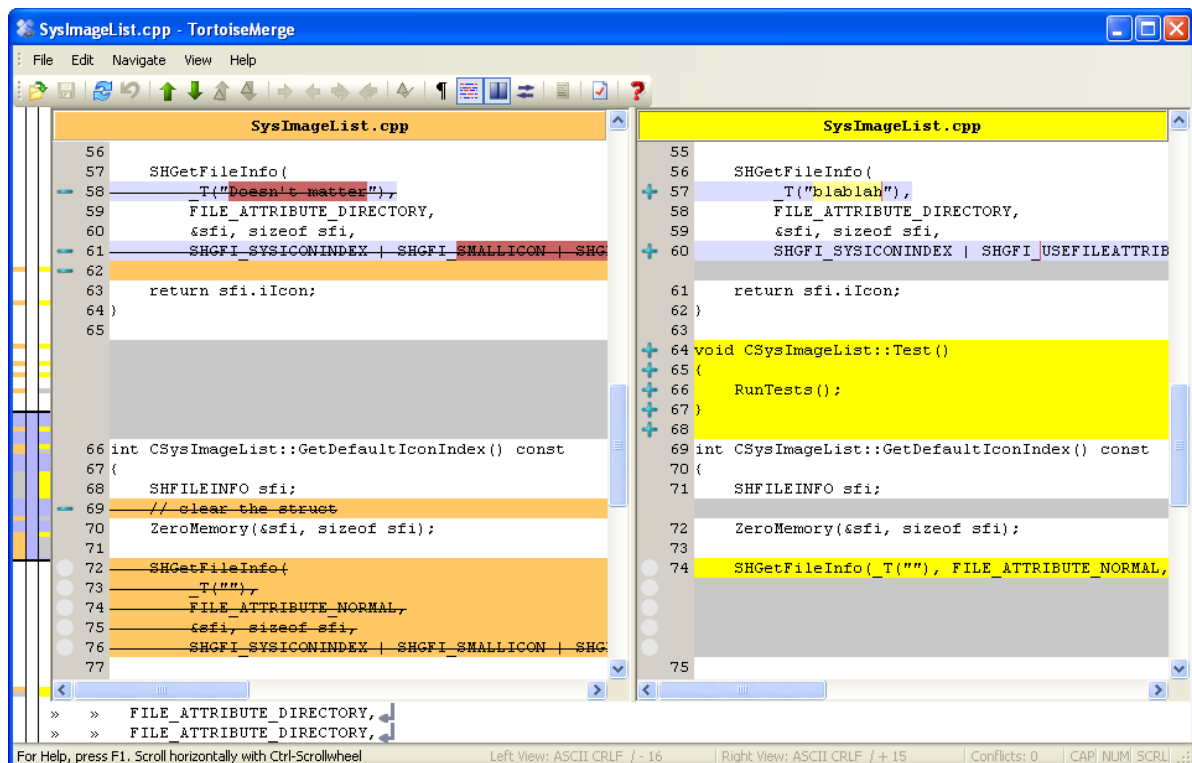 SysImageList.cpp - TortoiseMerge
File Edit Navigate View Help
SysImageList.cpp
56
57 SHGetFileInfo(
58 _T("Doesn't matter"),
59 FILE_ATTRIBUTE_DIRECTORY,
60 &sfi, sizeof sfi,
61 SHGFI_SYSICONINDEX | SHGFI_SMALLICON | SHG
62
63 return sfi.iIcon;
64 }
65
66 int CSysImageList::GetDefaultIconIndex() const
67 {
68 SHFILEINFO sfi;
69 // clear the struct
70 ZeroMemory(&sfi, sizeof sfi);
71
72 SHGetFileInfo(
73 _T(""),
74 FILE_ATTRIBUTE_NORMAL,
75 &sfi, sizeof sfi,
76 SHGFI_SYSICONINDEX | SHGFI_SMALLICON | SHG
77
SysImageList.cpp
55
56 SHGetFileInfo(
57 _T("blablah"),
58 FILE_ATTRIBUTE_DIRECTORY,
59 &sfi, sizeof sfi,
60 SHGFI_SYSICONINDEX | SHGFI_USEFILEATTRIB
61 return sfi.iIcon;
62 }
63
64 void CSysImageList::Test()
65 {
66 RunTests();
67 }
68
69 int CSysImageList::GetDefaultIconIndex() const
70 {
71 SHFILEINFO sfi;
72 ZeroMemory(&sfi, sizeof sfi);
73
74 SHGetFileInfo(_T(""), FILE_ATTRIBUTE_NORMAL,
75
» » FILE_ATTRIBUTE_DIRECTORY,
» » FILE_ATTRIBUTE_DIRECTORY,
For Help, press F1. Scroll horizontally with Ctrl-Scrollwheel Left View: ASCII CRLF / - 16 Right View: ASCII CRLF / + 15 Conflicts: 0 CAP NUM SCRL